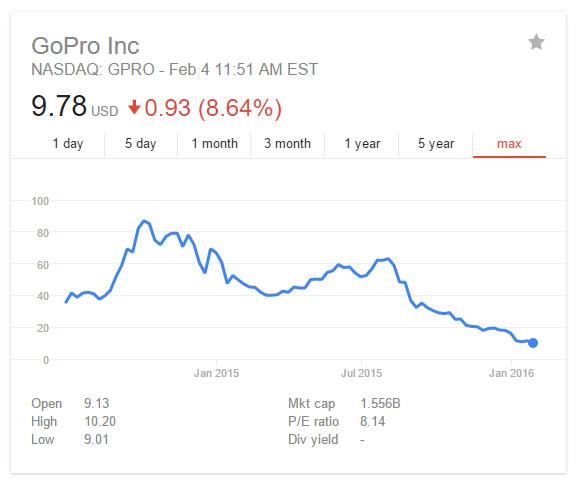 GoPro Inc
NASDAQ: GPRO - Feb 4 11:51 AM EST
9.78 USD 0.93 (8.64%)
1 day 5 day 1 month 3 month 1 year 5 year max
100
80
60
40
20
0
Jan 2015 Jul 2015 Jan 2016
Open 9.13 Mkt cap 1.556B
High 10.20 P/E ratio 8.14
Low 9.01 Div yield -